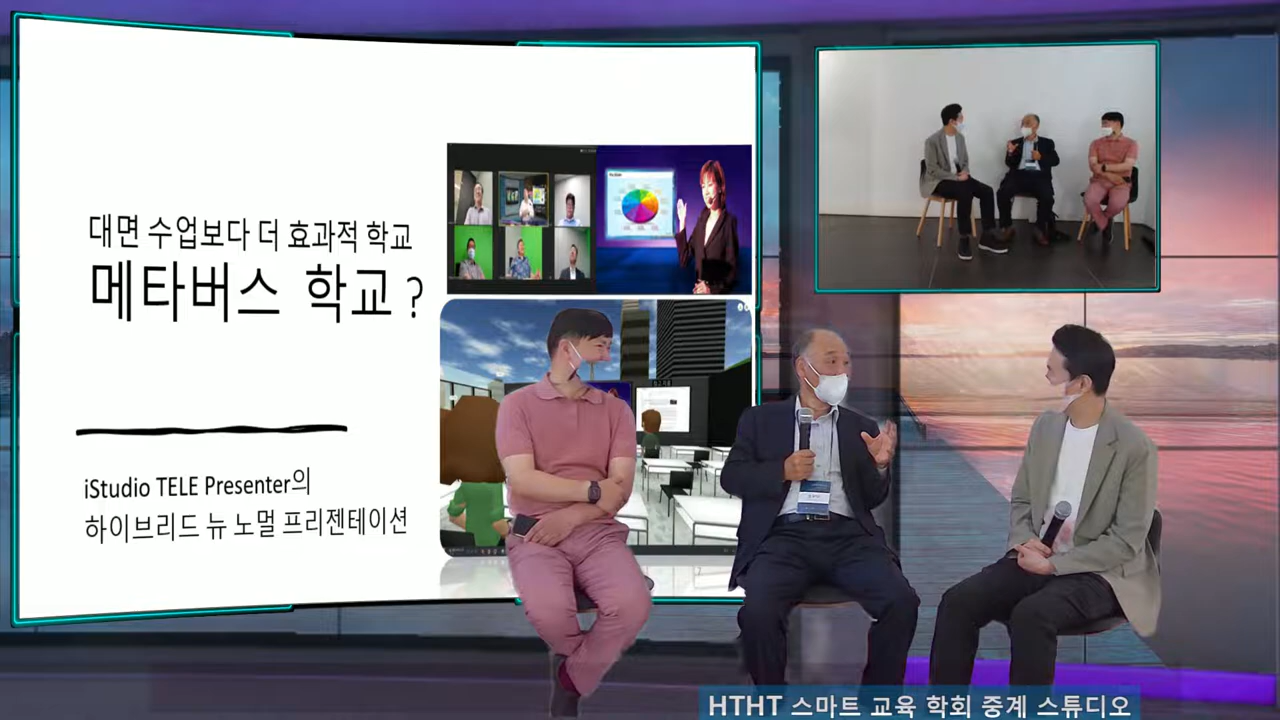 대면 수업보다 더 효과적 학교
메타버스 학교 ?
iStudio TELE Presenter의
하이브리드 뉴 노멀 프리젠테이션
HTHT 스마트 교육 학회 중계 스튜디오